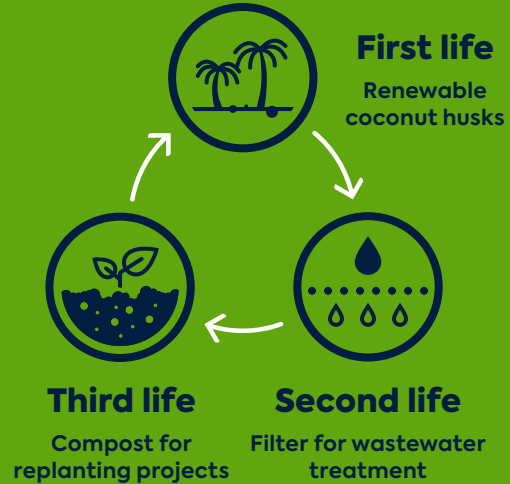 First life
Renewable
coconut husks
Third life
Compost for
replanting projects
Second life
Filter for wastewater
treatment